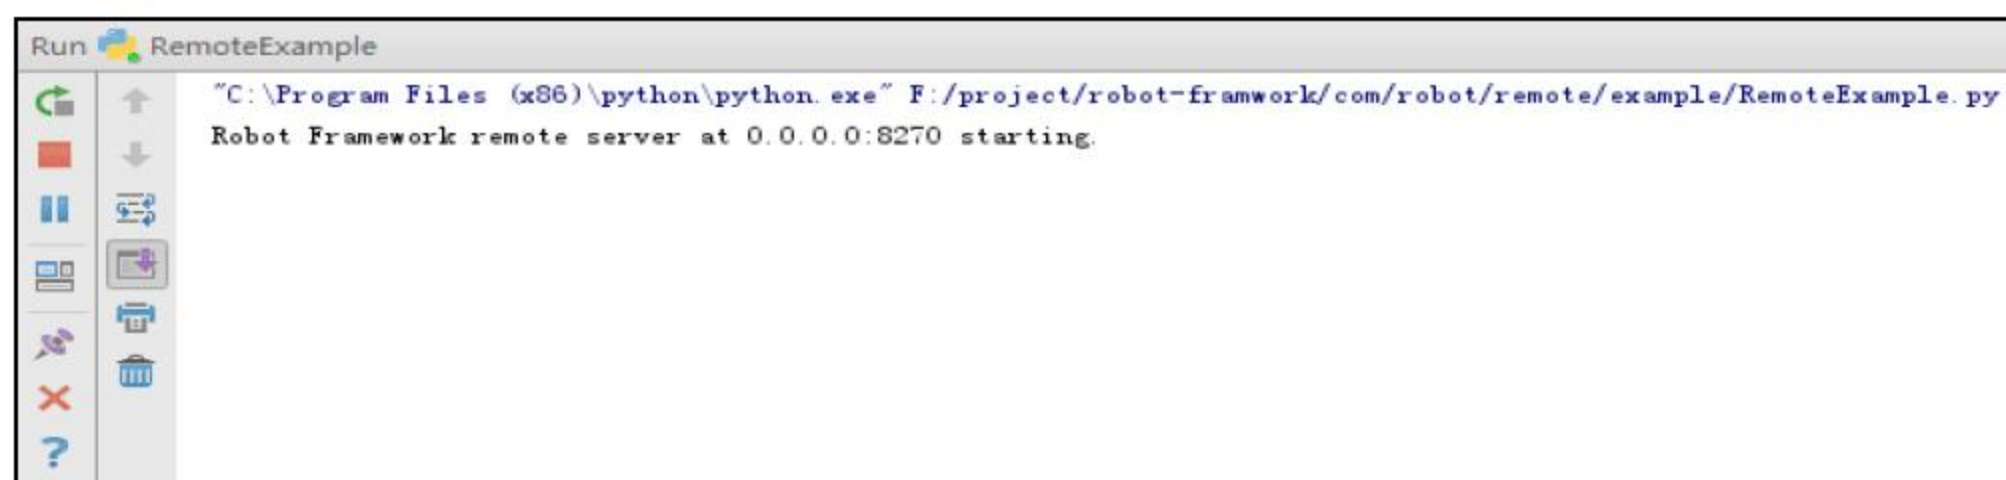 Run RemoteExample
"C:\Program Files (x86)\python\python.exe" F:/project/robot-framwork/com/robot/remote/example/RemoteExample.py
Robot Framework remote server at 0.0.0.0:8270 starting.
?